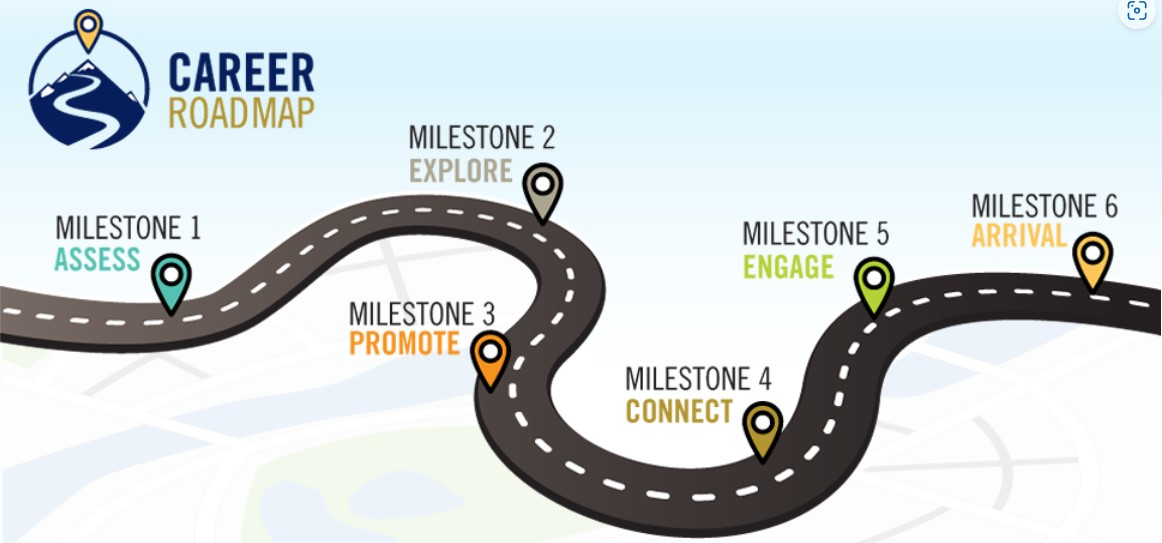 CAREER
ROADMAP
MILESTONE 1
ASSESS
MILESTONE 2
EXPLORE
MILESTONE 3
PROMOTE
MILESTONE 4
CONNECT
MILESTONE 5
ENGAGE
MILESTONE 6
ARRIVAL